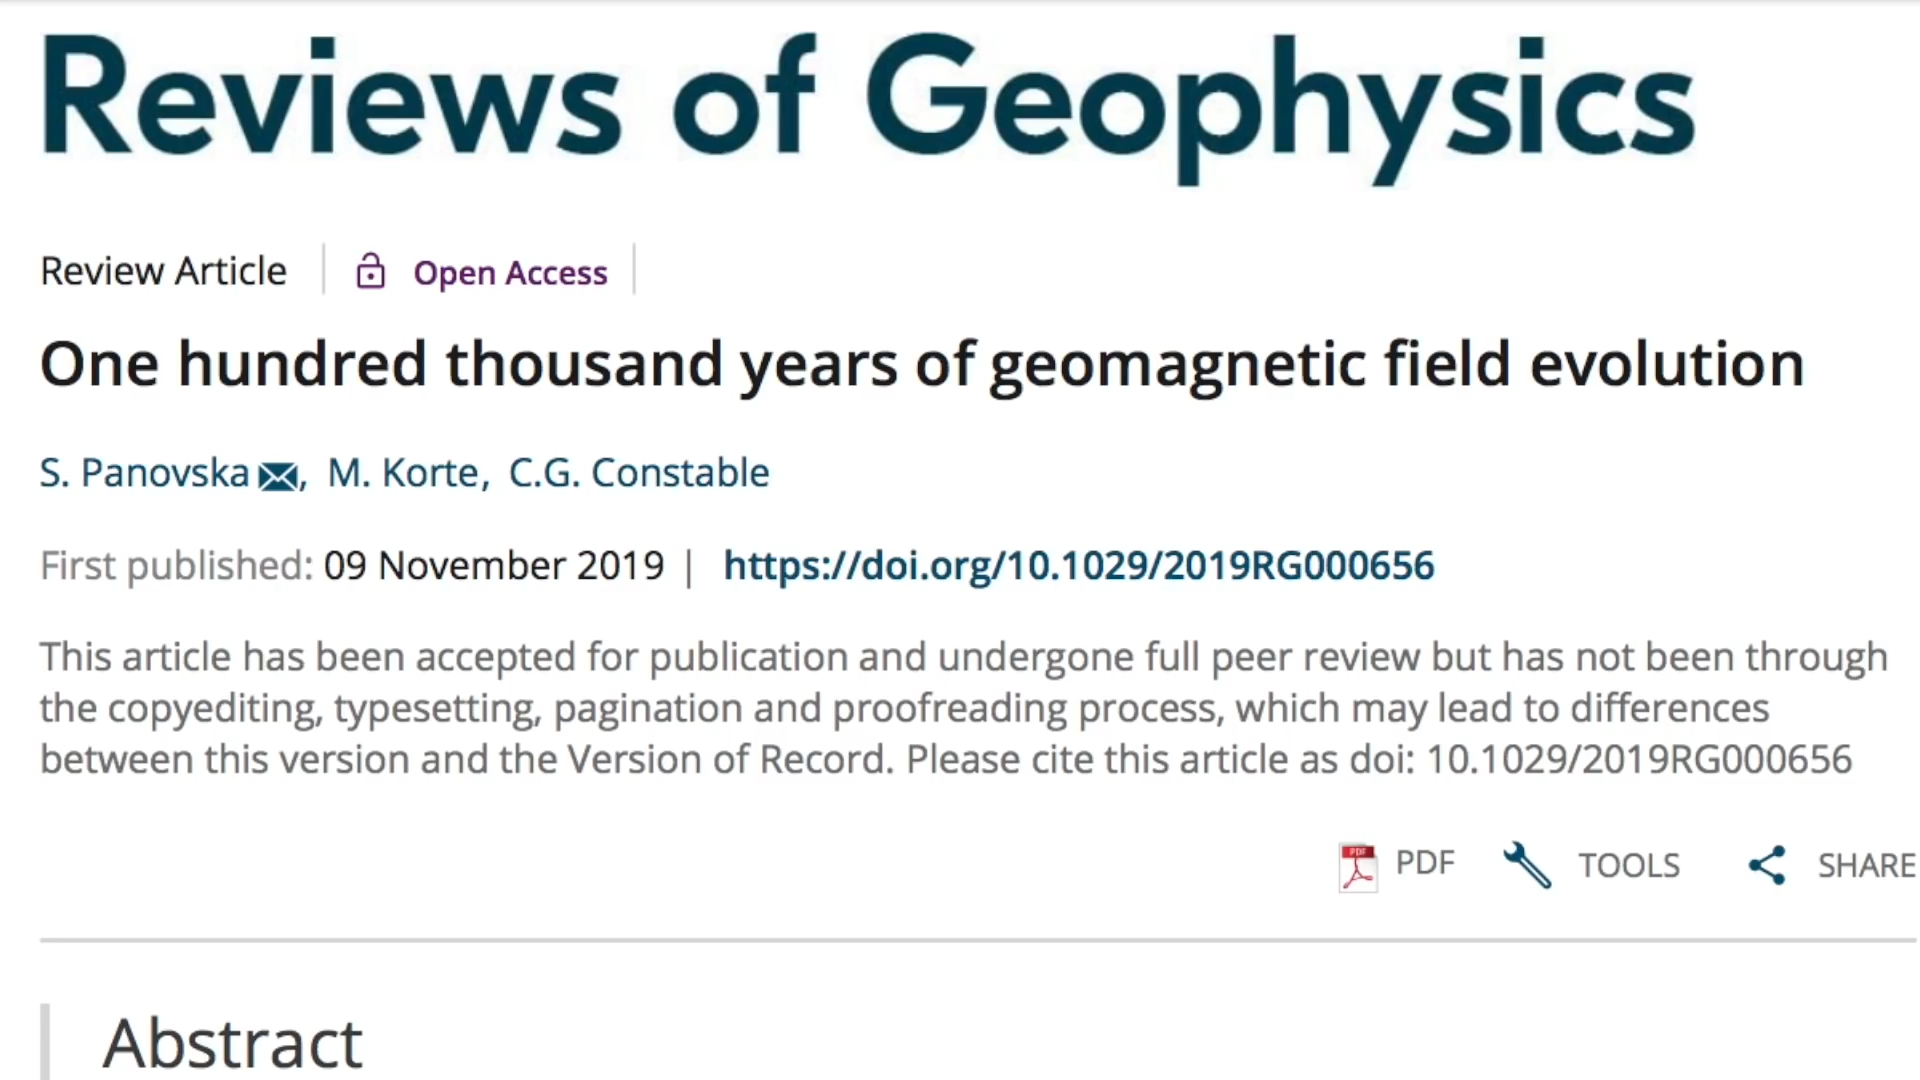 Reviews of Geophysics
Review Article Open Access
One hundred thousand years of geomagnetic field evolution
S. Panovska, M. Korte, C.G. Constable
First published: 09 November 2019 | https://doi.org/10.1029/2019RG000656
This article has been accepted for publication and undergone full peer review but has not been through
the copyediting, typesetting, pagination and proofreading process, which may lead to differences
between this version and the Version of Record. Please cite this article as doi: 10.1029/2019RG000656
PDF PDF TOOLS SHARE
Abstract